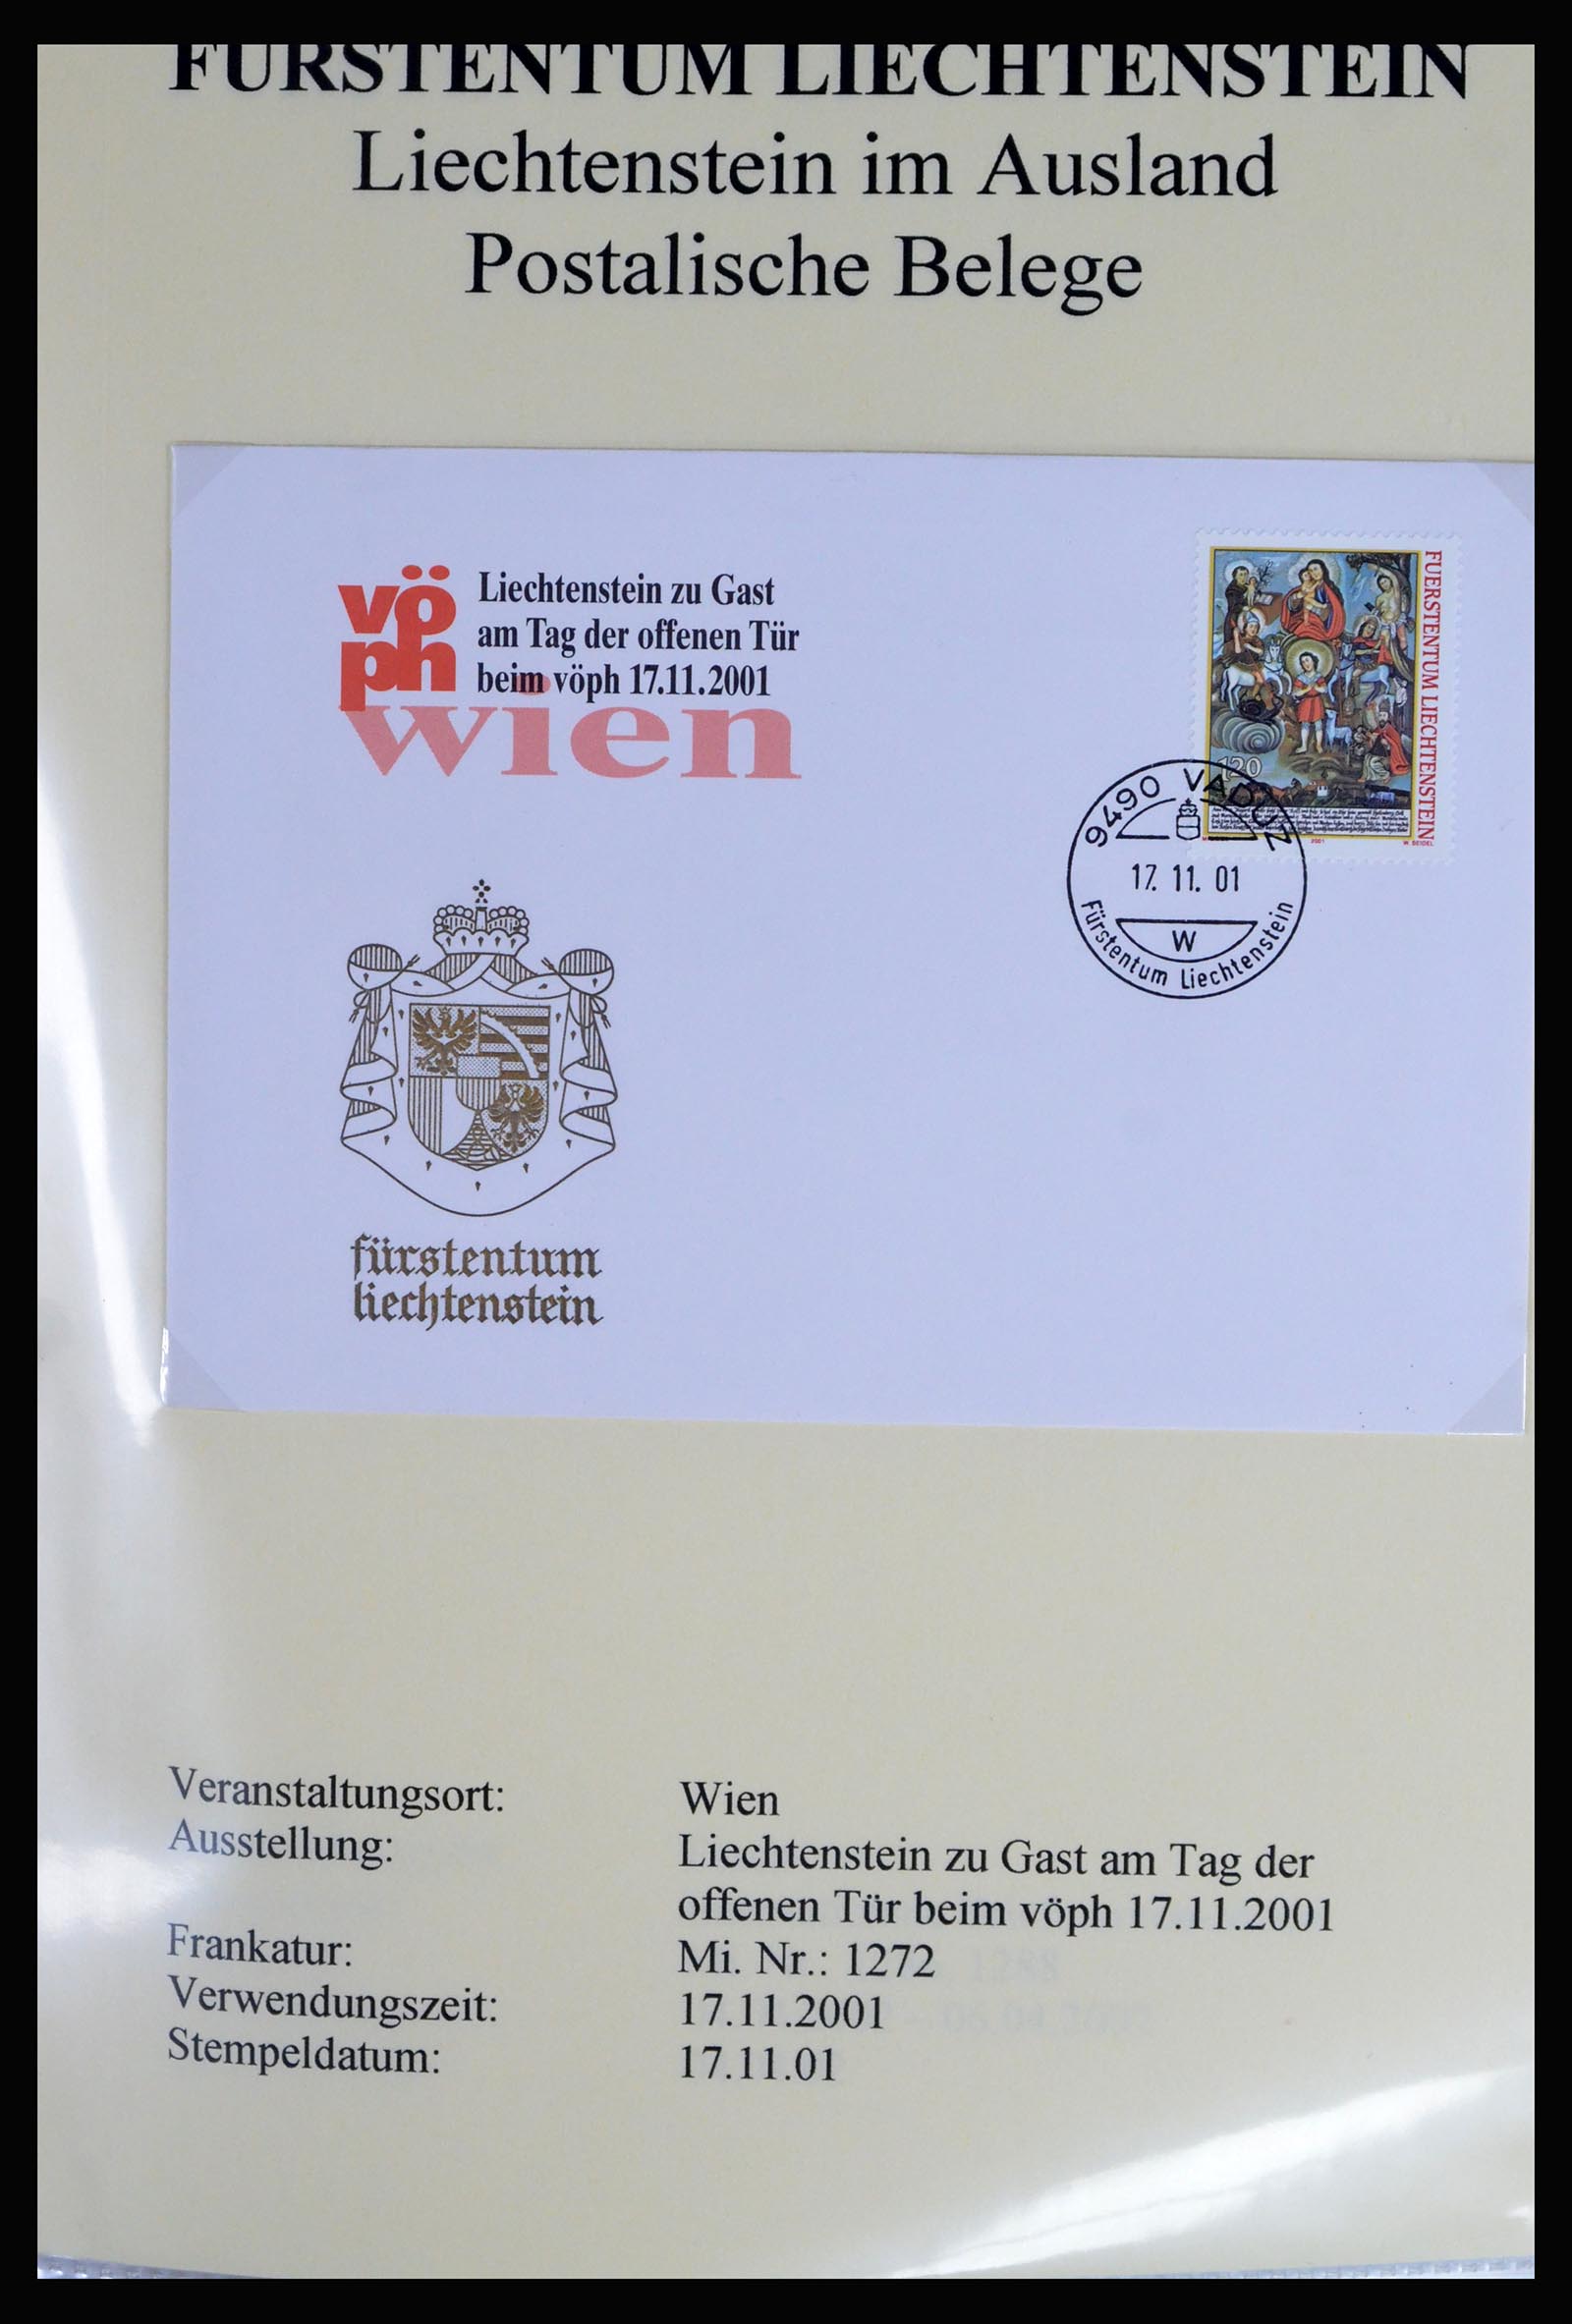 FÜRSTENTUM LIECHTENSTEIN
Liechtenstein im Ausland
Postalische Belege
vöph
Liechtenstein zu Gast
am Tag der offenen Tür
beim vöph 17.11.2001
wien
FUERSTENTUM LIECHTENSTEIN
120
2001
W. SEIDEL
9490 VADUZ
17. 11. 01
W
Fürstentum Liechtenstein
fürstentum
liechtenstein
Veranstaltungsort: Wien
Ausstellung: Liechtenstein zu Gast am Tag der
offenen Tür beim vöph 17.11.2001
Frankatur: Mi. Nr.: 1272
Verwendungszeit: 17.11.2001
Stempeldatum: 17.11.01